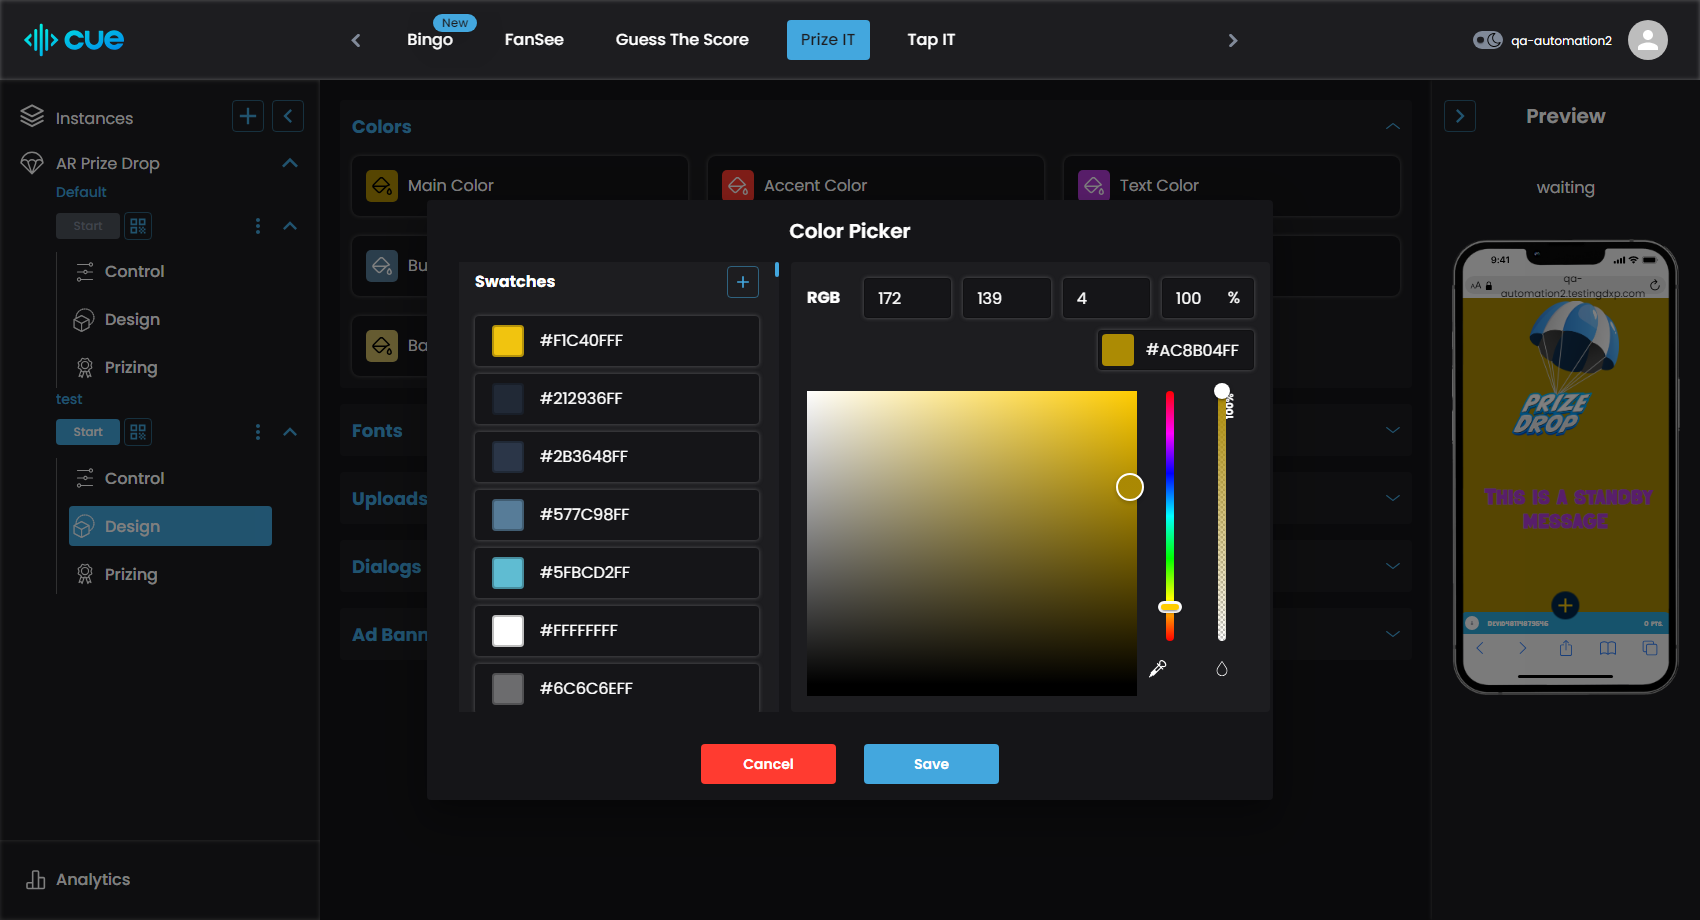 cue
New
Bingo
FanSee
Guess The Score
Prize IT
Tap IT
qa-automation2
Instances
AR Prize Drop
Default
Start
Control
Design
Prizing
test
Start
Control
Design
Prizing
Analytics
Colors
Main Color
Accent Color
Text Color
Bu
Ba
Fonts
Uploads
Dialogs
Ad Bann
Color Picker
Swatches
#F1C40FFF
#212936FF
#2B3648FF
#577C98FF
#5FBCD2FF
#FFFFFFFF
#6C6C6EFF
RGB
172
139
4
100 %
#AC8B04FF
100%
Cancel
Save
Preview
waiting
9:41
AA
qa-
automation2.testingdxp.com
PRIZE
DROP
THIS IS A STANDBY
MESSAGE
0 PTS.